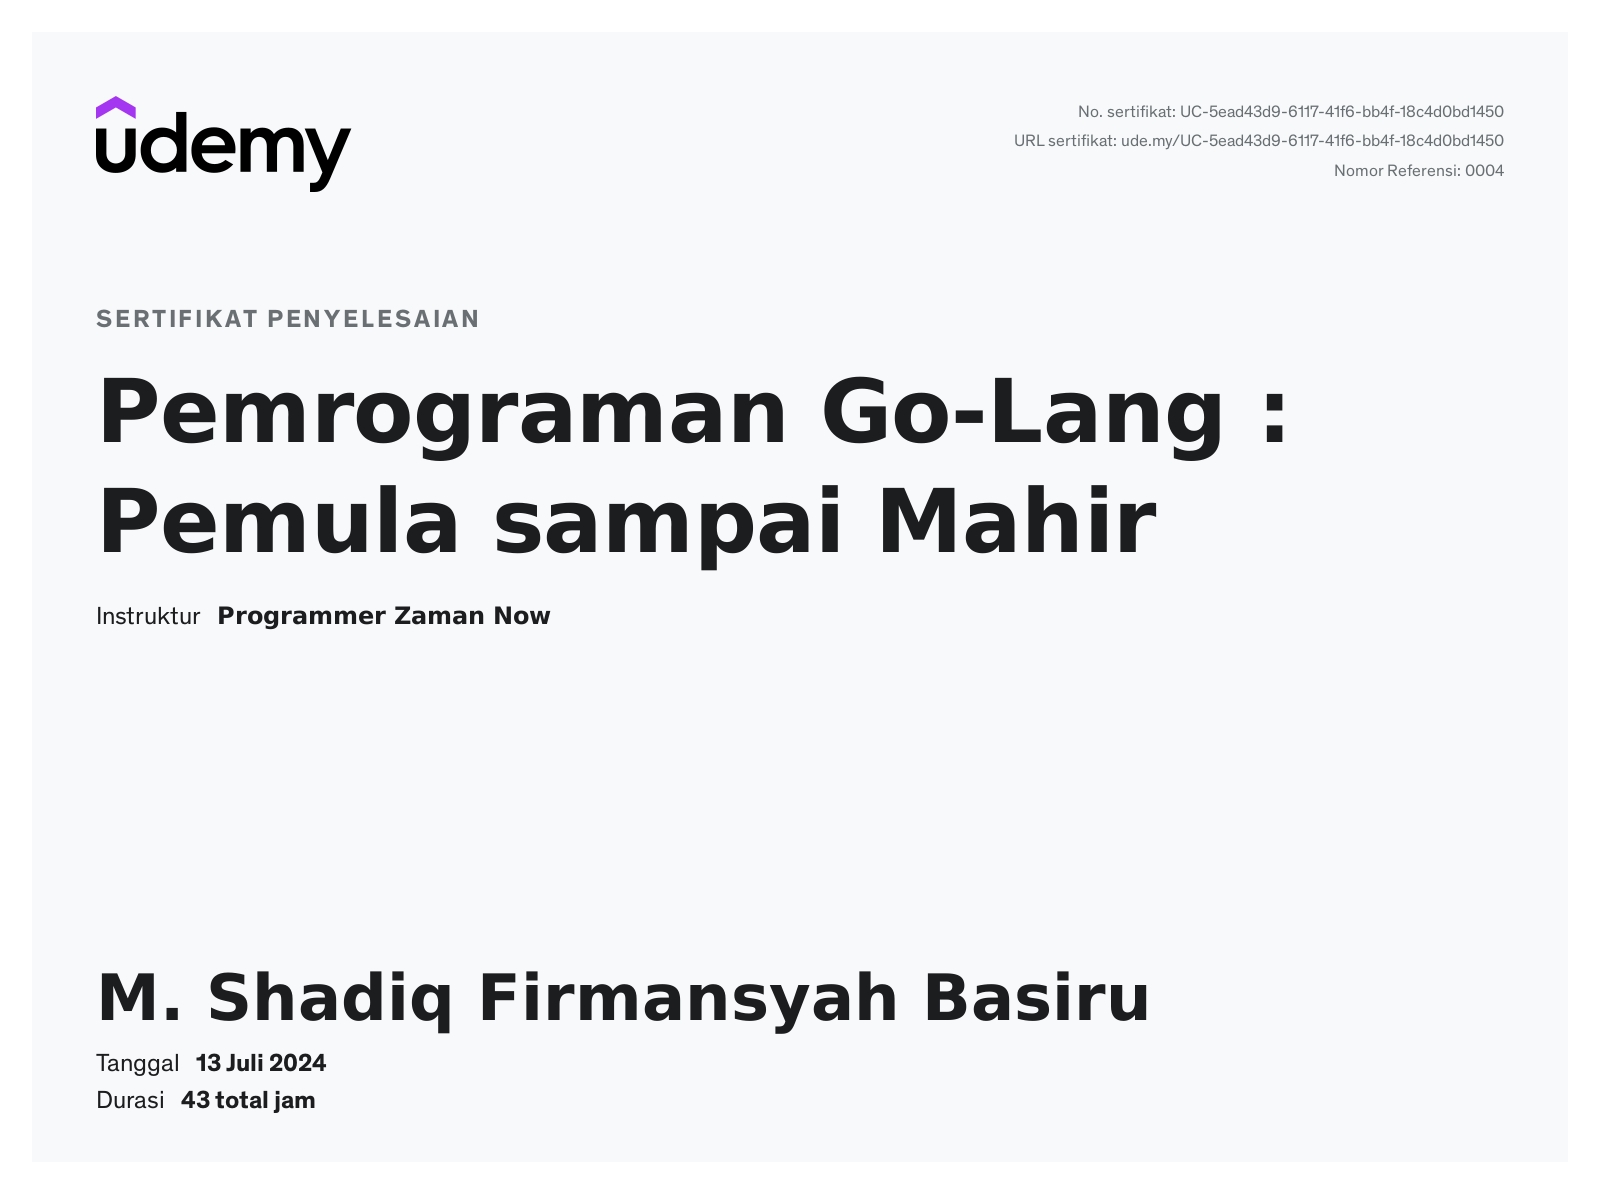 udemy
No. sertifikat: UC-5ead43d9-6117-41f6-bb4f-18c4d0bd1450
URL sertifikat: ude.my/UC-5ead43d9-6117-41f6-bb4f-18c4d0bd1450
Nomor Referensi: 0004
SERTIFIKAT PENYELESAIAN
Pemrograman Go-Lang :
Pemula sampai Mahir
Instruktur Programmer Zaman Now
M. Shadiq Firmansyah Basiru
Tanggal 13 Juli 2024
Durasi 43 total jam